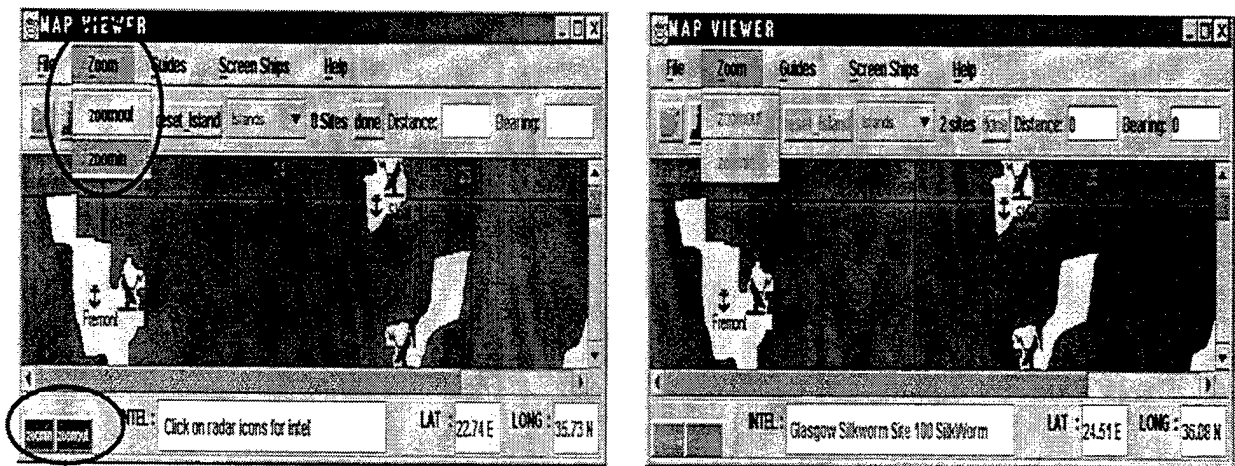 MAP VIEWER
File Zoom Guides Screen Ships Help
zoomout
reset_Island Islands 0 Sites done Distance: Bearing:
zoomin
Fremont
zoomin zoomout INTEL: Click on radar icons for intel LAT : 22.74 E LONG : 35.73 N
MAP VIEWER
File Zoom Guides Screen Ships Help
zoomout reset_Island Islands 2 sites done Distance: 0 Bearing: 0
zoomin
Fremont
INTEL: Glasgow Silkworm Site 100 SilkWorm LAT : 24.51 E LONG : 36.08 N